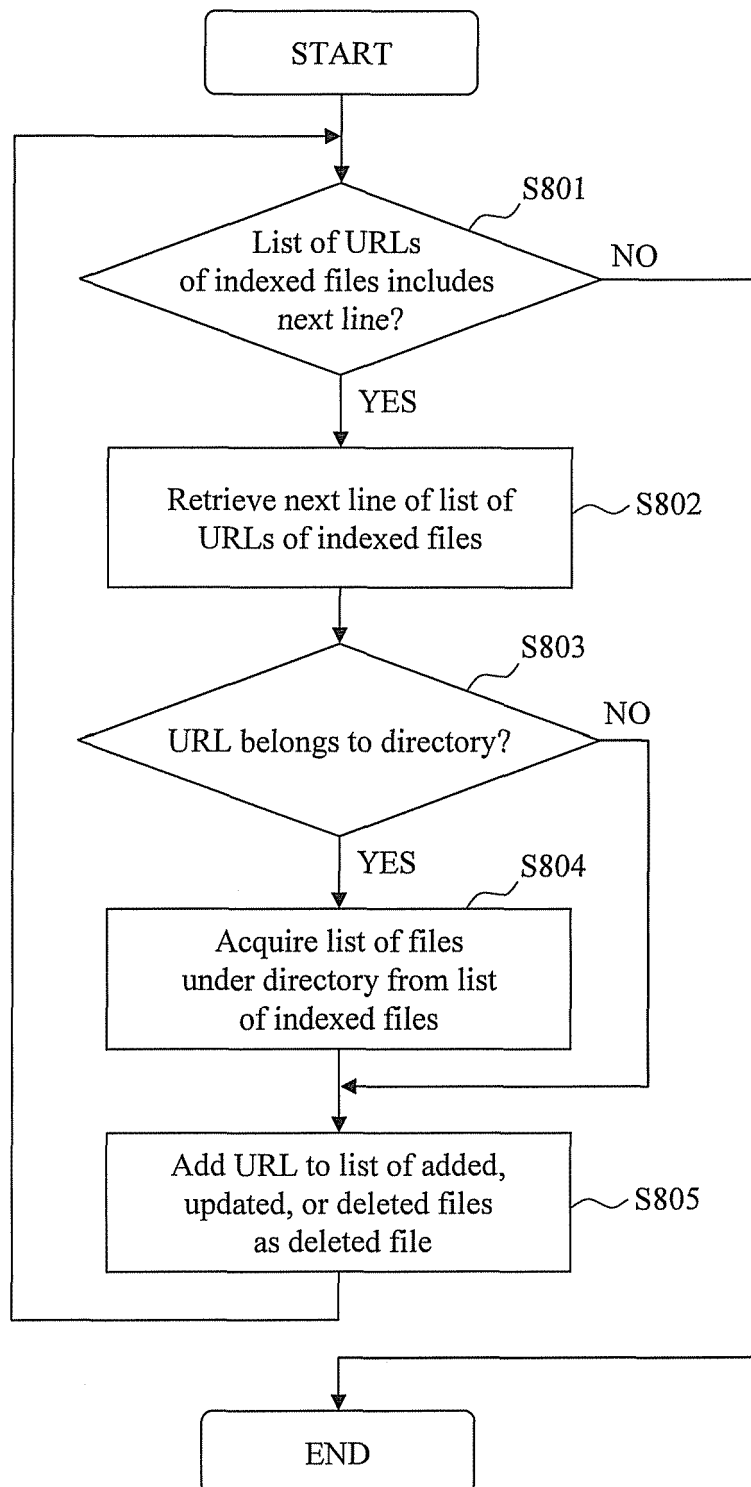 START
S801
List of URLs
of indexed files includes
next line?
NO
YES
Retrieve next line of list of
URLs of indexed files
S802
S803
URL belongs to directory?
NO
YES
S804
Acquire list of files
under directory from list
of indexed files
Add URL to list of added,
updated, or deleted files
as deleted file
S805
END